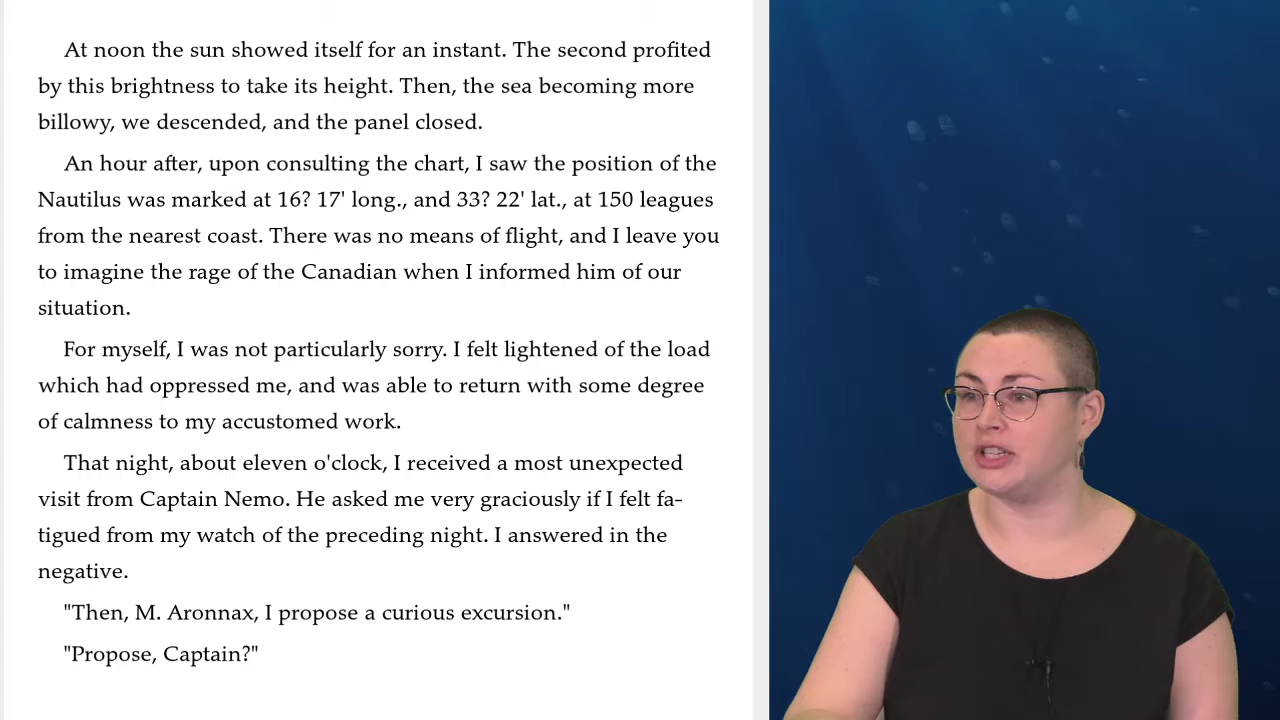 At noon the sun showed itself for an instant. The second profited
by this brightness to take its height. Then, the sea becoming more
billowy, we descended, and the panel closed.
An hour after, upon consulting the chart, I saw the position of the
Nautilus was marked at 16? 17' long., and 33? 22' lat., at 150 leagues
from the nearest coast. There was no means of flight, and I leave you
to imagine the rage of the Canadian when I informed him of our
situation.
For myself, I was not particularly sorry. I felt lightened of the load
which had oppressed me, and was able to return with some degree
of calmness to my accustomed work.
That night, about eleven o'clock, I received a most unexpected
visit from Captain Nemo. He asked me very graciously if I felt fa-
tigued from my watch of the preceding night. I answered in the
negative.
"Then, M. Aronnax, I propose a curious excursion."
"Propose, Captain?"